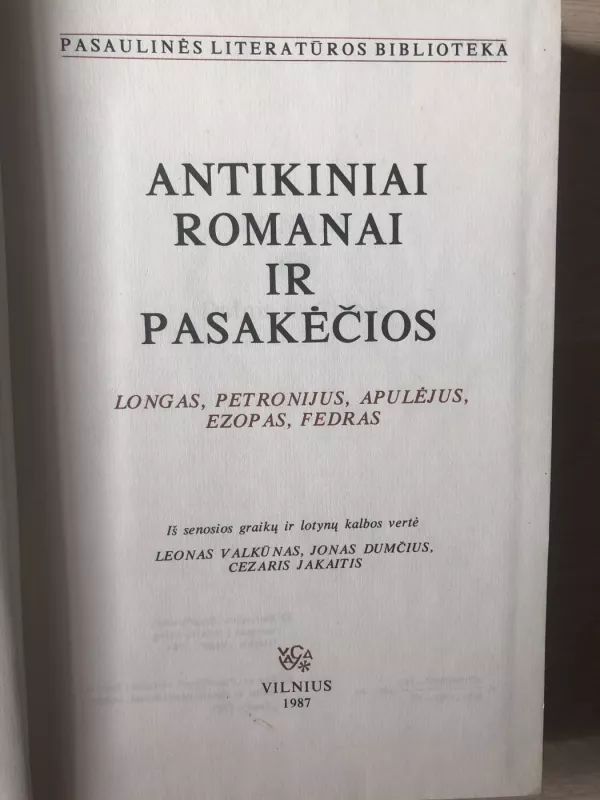 PASAULINĖS LITERATŪROS BIBLIOTEKA
ANTIKINIAI
ROMANAI
IR
PASAKĖČIOS
LONGAS, PETRONIJUS, APULĖJUS,
EZOPAS, FEDRAS
Iš senosios graikų ir lotynų kalbos vertė
LEONAS VALKŪNAS, JONAS DUMČIUS,
CEZARIS JAKAITIS
VAGA
VILNIUS
1987